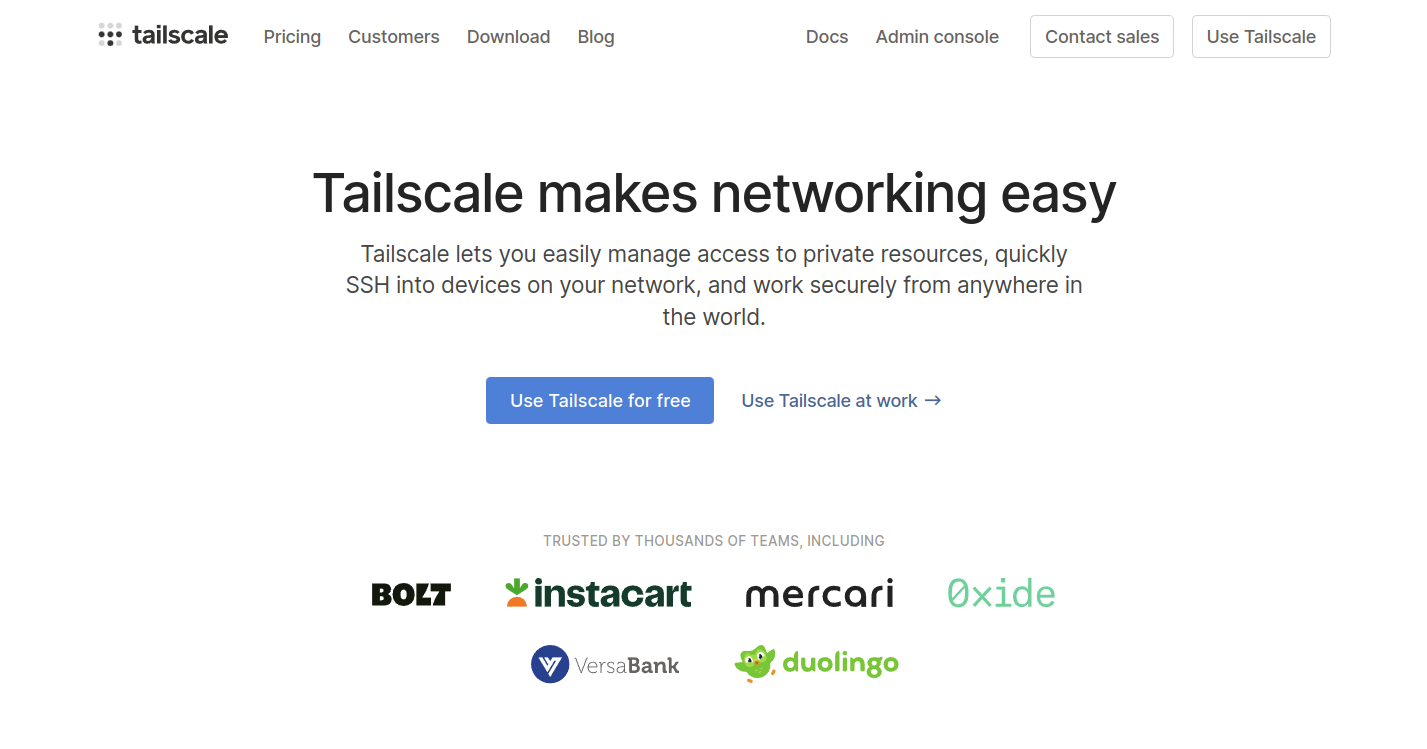 tailscale Pricing Customers Download Blog Docs Admin console Contact sales Use Tailscale
Tailscale makes networking easy
Tailscale lets you easily manage access to private resources, quickly
SSH into devices on your network, and work securely from anywhere in
the world.
Use Tailscale for free Use Tailscale at work →
TRUSTED BY THOUSANDS OF TEAMS, INCLUDING
BOLT instacart mercari 0xide
VersaBank duolingo